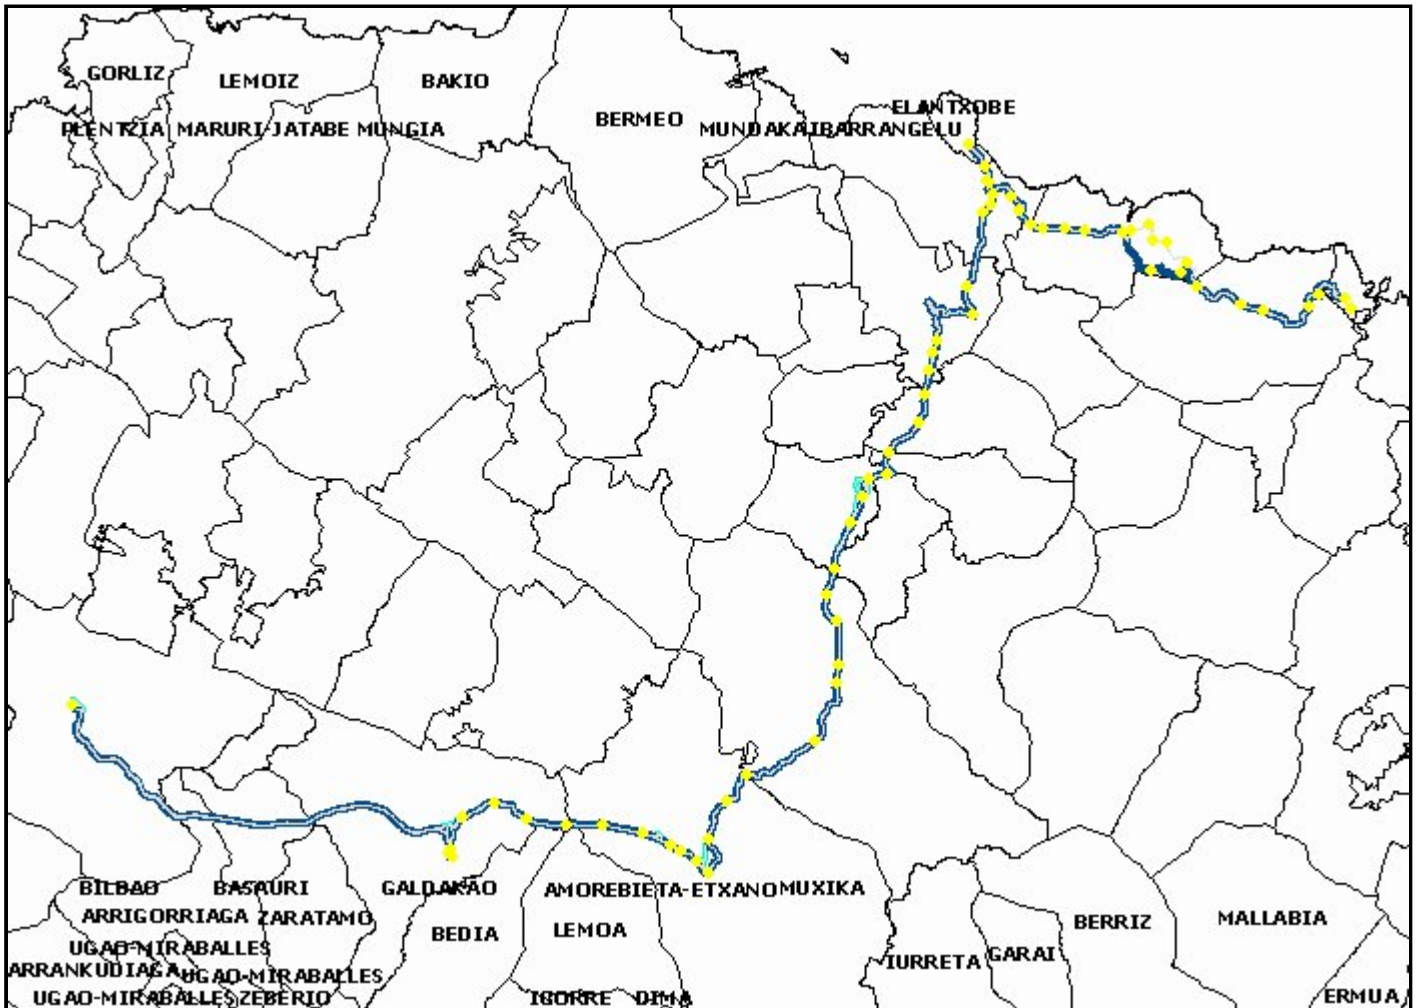 GORLIZ
LEMOIZ
BAKIO
ELANTXOBE
BERMEO
PLENTZIA MARURI-JATABE MUNGIA
MUNDAKA IBARRANGELU
BILBAO BASAURI GALDAKAO AMOREBIETA-ETXANO MUXIKA
ARRIGORRIAGA ZARATAMO
BEDIA LEMOA
BERRIZ MALLABIA
UGAO-MIRABALLES
IURRETA GARAI
ARRANKUDIAGA UGAO-MIRABALLES
UGAO-MIRABALLES ZEBERIO
IGORRE DIMA
ERMUA